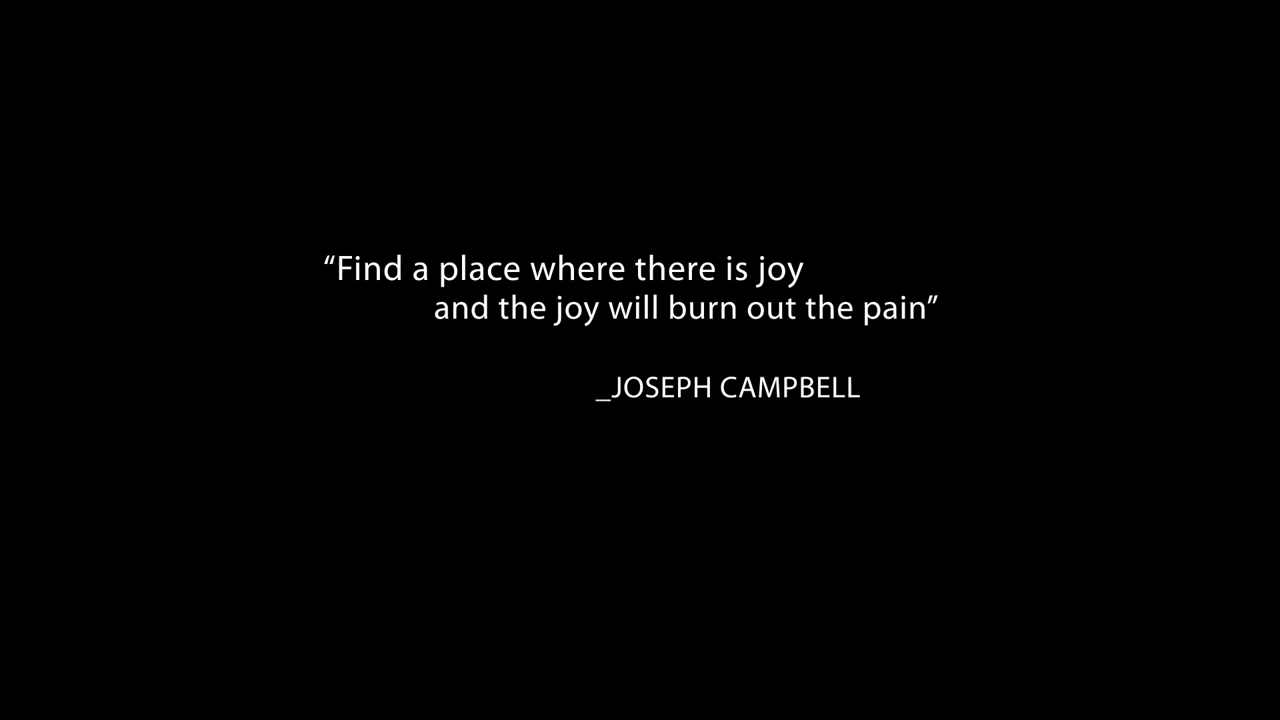 “Find a place where there is joy
and the joy will burn out the pain”
_JOSEPH CAMPBELL